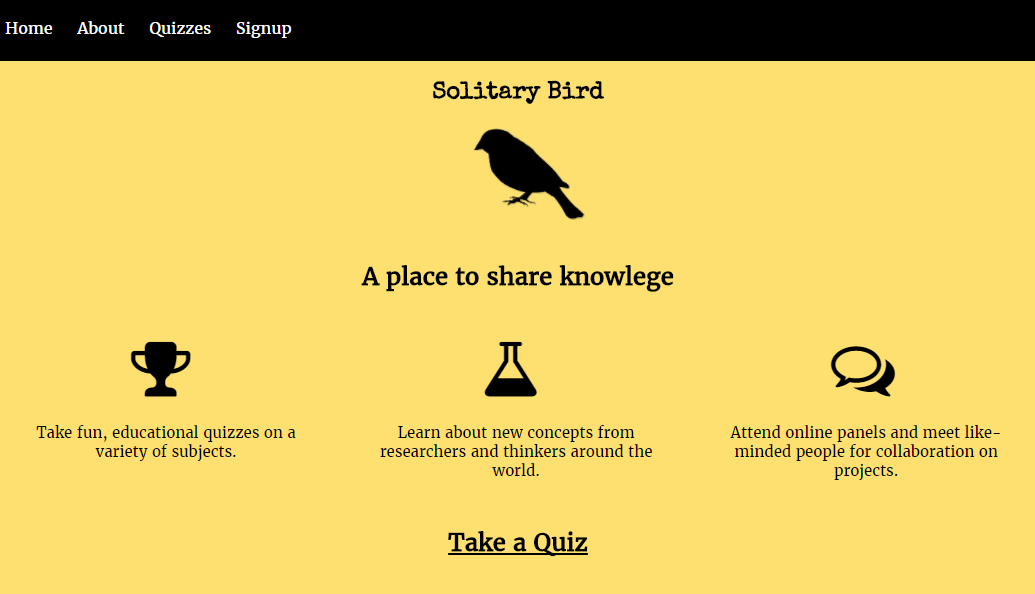 Home About Quizzes Signup
Solitary Bird
A place to share knowlege
Take fun, educational quizzes on a
variety of subjects.
Learn about new concepts from
researchers and thinkers around the
world.
Attend online panels and meet like-
minded people for collaboration on
projects.
Take a Quiz